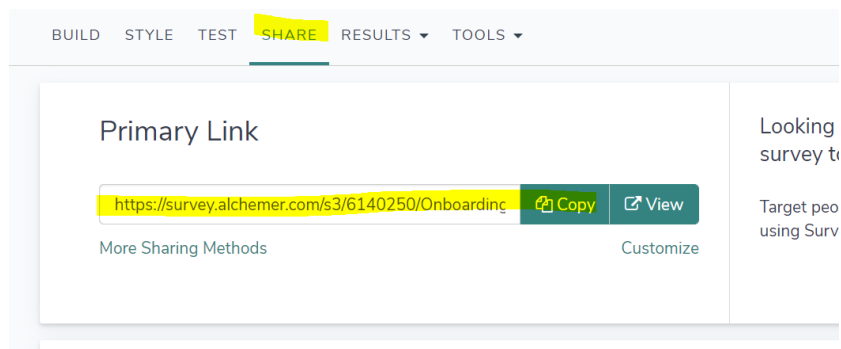 BUILD STYLE TEST SHARE RESULTS TOOLS
Primary Link
https://survey.alchemer.com/s3/6140250/Onboarding Copy View
More Sharing Methods Customize
Looking
survey to
Target peo
using Surv